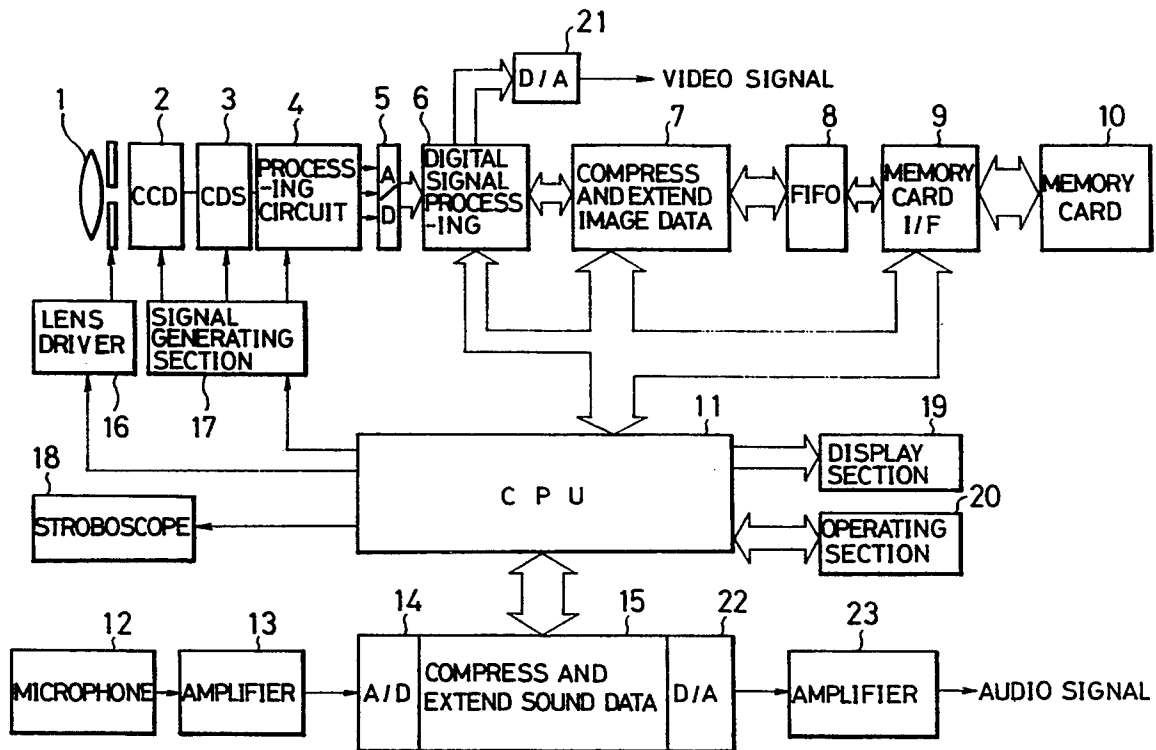 21
D/A
VIDEO SIGNAL
1
2
3
4
5
6
7
8
9
10
CCD
CDS
PROCESS
-ING
CIRCUIT
A/D
DIGITAL
SIGNAL
PROCESS
-ING
COMPRESS
AND EXTEND
IMAGE DATA
FIFO
MEMORY
CARD
I/F
MEMORY
CARD
LENS
DRIVER
SIGNAL
GENERATING
SECTION
16
17
11
19
CPU
DISPLAY
SECTION
18
STROBOSCOPE
20
OPERATING
SECTION
12
13
14
15
22
23
MICROPHONE
AMPLIFIER
A/D
COMPRESS AND
EXTEND SOUND DATA
D/A
AMPLIFIER
AUDIO SIGNAL